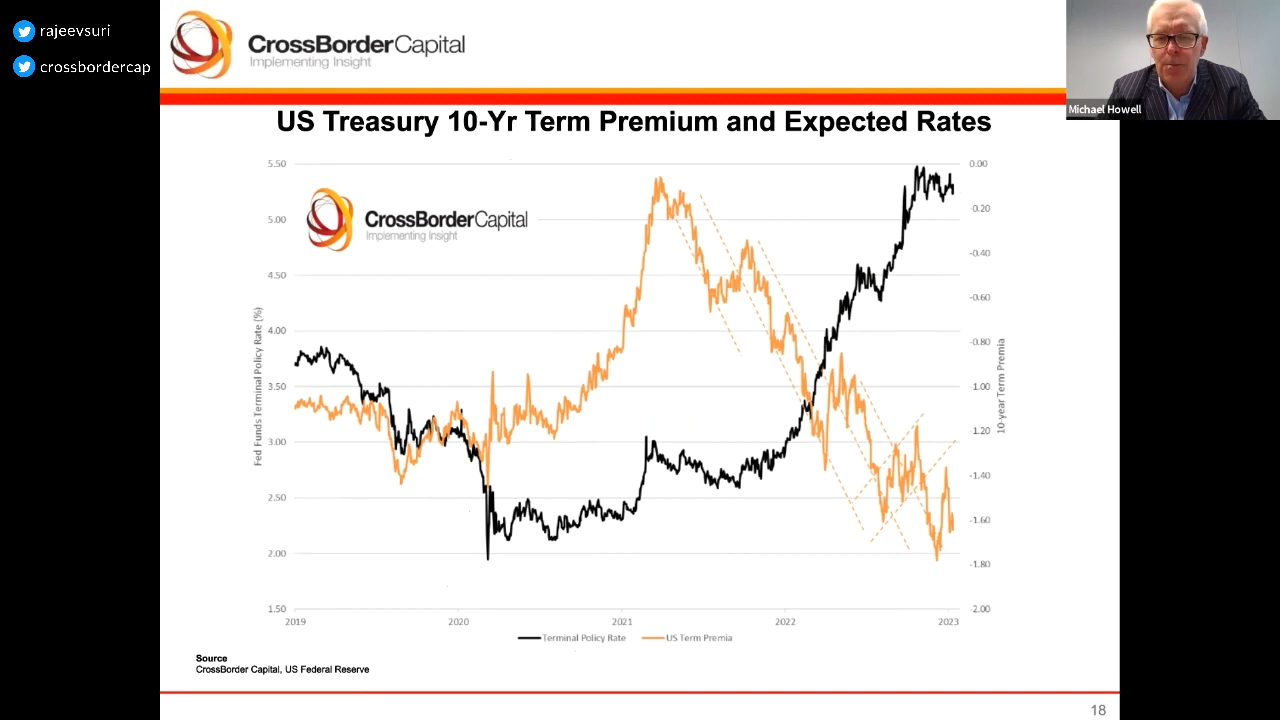 rajeevsuri
crossbordercap
CrossBorderCapital
Implementing Insight
Michael Howell
US Treasury 10-Yr Term Premium and Expected Rates
CrossBorderCapital
Implementing Insight
Fed Funds Terminal Policy Rate (%)
5.50
5.00
4.50
4.00
3.50
3.00
2.50
2.00
1.50
0.00
-0.20
-0.40
-0.60
-0.80
-1.00
-1.20
-1.40
-1.60
-1.80
-2.00
10-year Term Premia
2019 2020 2021 2022 2023
Terminal Policy Rate US Term Premia
Source
CrossBorder Capital, US Federal Reserve
18